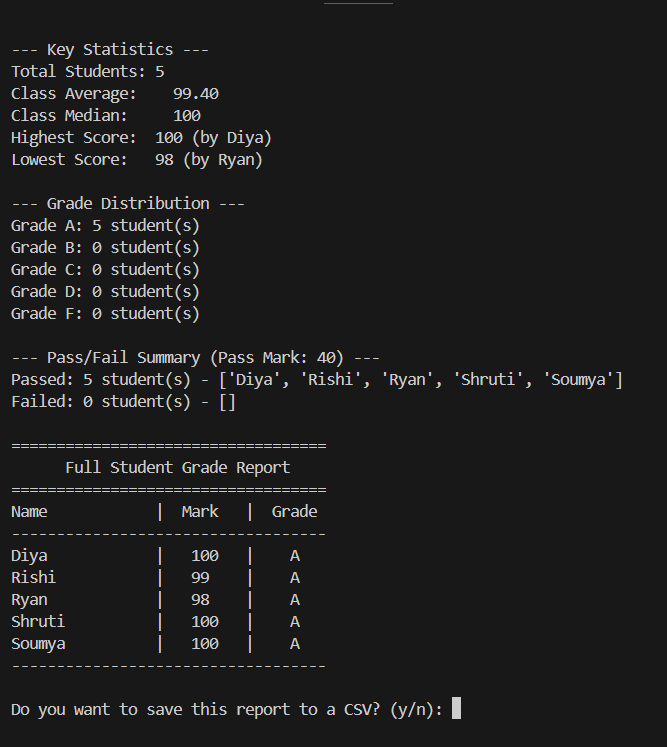 --- Key Statistics ---
Total Students: 5
Class Average:    99.40
Class Median:     100
Highest Score:  100 (by Diya)
Lowest Score:   98 (by Ryan)

--- Grade Distribution ---
Grade A: 5 student(s)
Grade B: 0 student(s)
Grade C: 0 student(s)
Grade D: 0 student(s)
Grade F: 0 student(s)

--- Pass/Fail Summary (Pass Mark: 40) ---
Passed: 5 student(s) - ['Diya', 'Rishi', 'Ryan', 'Shruti', 'Soumya']
Failed: 0 student(s) - []

===================================
      Full Student Grade Report
===================================
Name            |  Mark   |  Grade
-----------------------------------
Diya            |   100   |    A
Rishi           |   99    |    A
Ryan            |   98    |    A
Shruti          |   100   |    A
Soumya          |   100   |    A
-----------------------------------

Do you want to save this report to a CSV? (y/n):